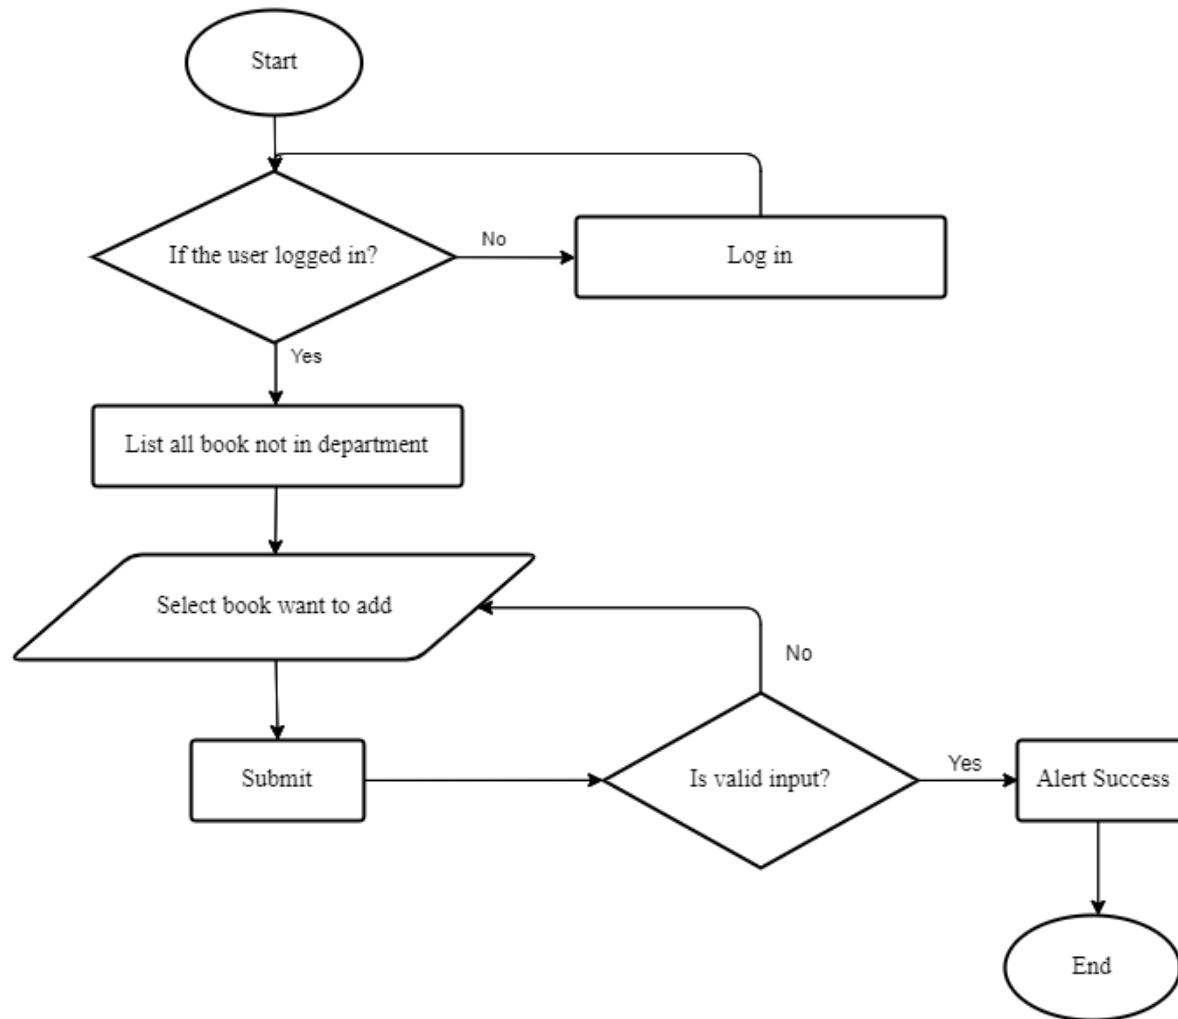 Start
If the user logged in?
No
Log in
Yes
List all book not in department
Select book want to add
No
Submit
Is valid input?
Yes
Alert Success
End